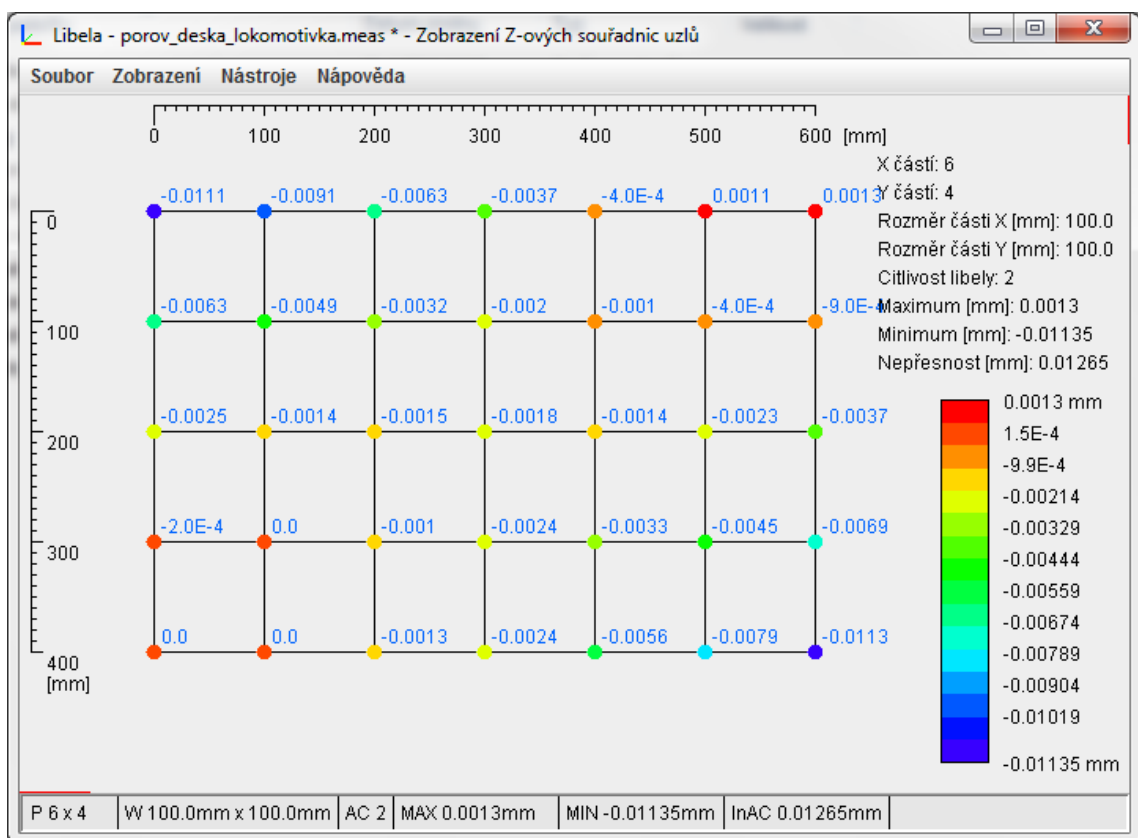 Libela - porov_deska_lokomotivka.meas * - Zobrazení Z-ových souřadnic uzlů
Soubor Zobrazení Nástroje Nápověda
0 100 200 300 400 500 600 [mm]
X částí: 6
-0.0111 -0.0091 -0.0063 -0.0037 -4.0E-4 0.0011 0.0013 Y částí: 4
0
Rozměr části X [mm]: 100.0
Rozměr části Y [mm]: 100.0
Citlivost libely: 2
-0.0063 -0.0049 -0.0032 -0.002 -0.001 -4.0E-4 -9.0E-4 Maximum [mm]: 0.0013
100
Minimum [mm]: -0.01135
Nepřesnost [mm]: 0.01265
0.0013 mm
-0.0025 -0.0014 -0.0015 -0.0018 -0.0014 -0.0023 -0.0037
1.5E-4
200
-9.9E-4
-0.00214
-2.0E-4 0.0 -0.001 -0.0024 -0.0033 -0.0045 -0.0069
-0.00329
300
-0.00444
-0.00559
-0.00674
0.0 0.0 -0.0013 -0.0024 -0.0056 -0.0079 -0.0113
-0.00789
400
[mm]
-0.00904
-0.01019
-0.01135 mm
P 6 x 4 W 100.0mm x 100.0mm AC 2 MAX 0.0013mm MIN -0.01135mm InAC 0.01265mm